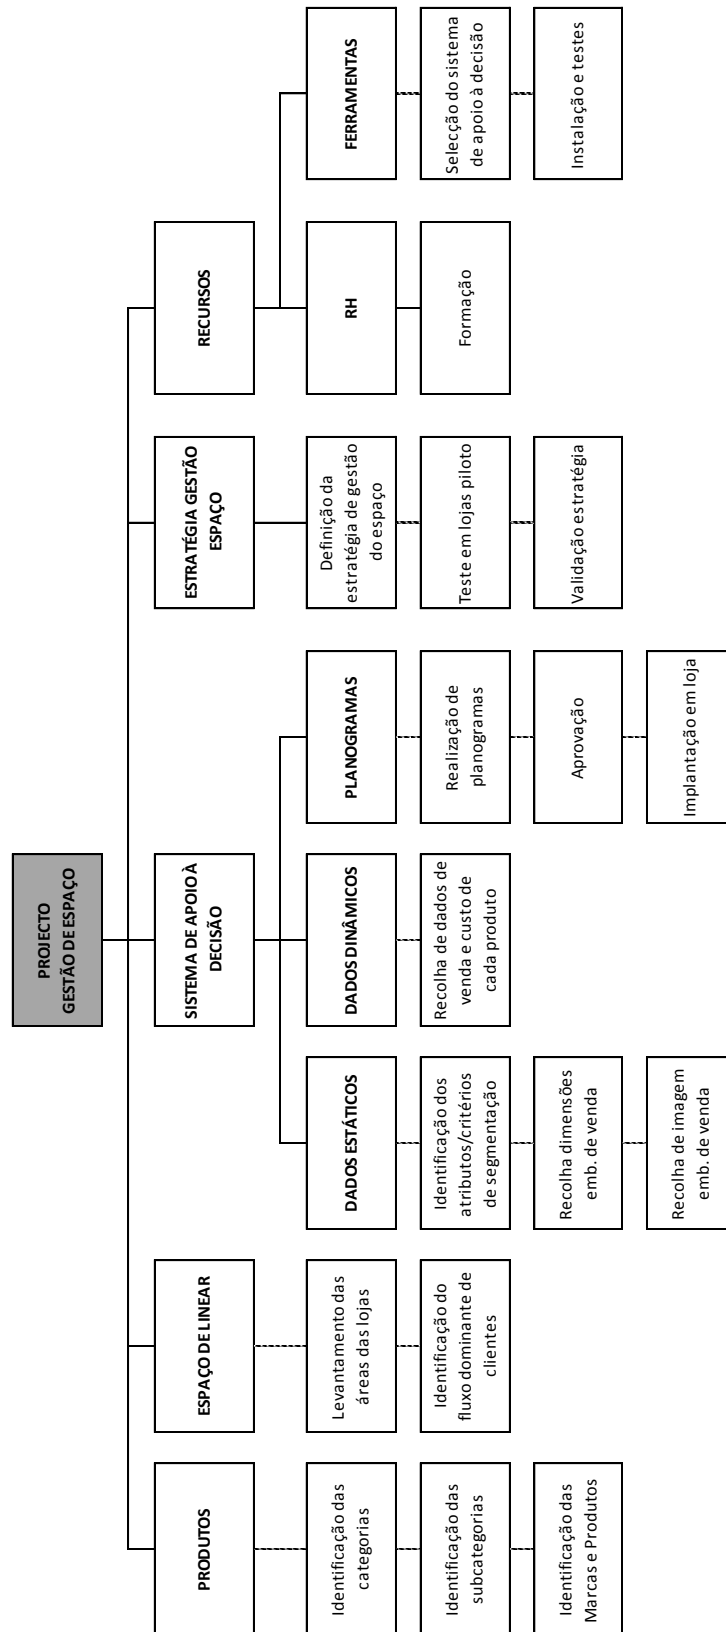 PROJECTO
GESTÃO DE ESPAÇO
PRODUTOS
Identificação das
categorias
Identificação das
subcategorias
Identificação das
Marcas e Produtos
ESPAÇO DE LINEAR
Levantamento das
áreas das lojas
Identificação do
fluxo dominante de
clientes
SISTEMA DE APOIO À
DECISÃO
DADOS ESTÁTICOS
Identificação dos
atributos/critérios
de segmentação
Recolha dimensões
emb. de venda
Recolha de imagem
emb. de venda
DADOS DINÂMICOS
Recolha de dados de
venda e custo de
cada produto
PLANOGRAMAS
Realização de
planogramas
Aprovação
Implantação em loja
ESTRATÉGIA GESTÃO
ESPAÇO
Definição da
estratégia de gestão
do espaço
Teste em lojas piloto
Validação estratégia
RECURSOS
RH
Formação
FERRAMENTAS
Selecção do sistema
de apoio à decisão
Instalação e testes